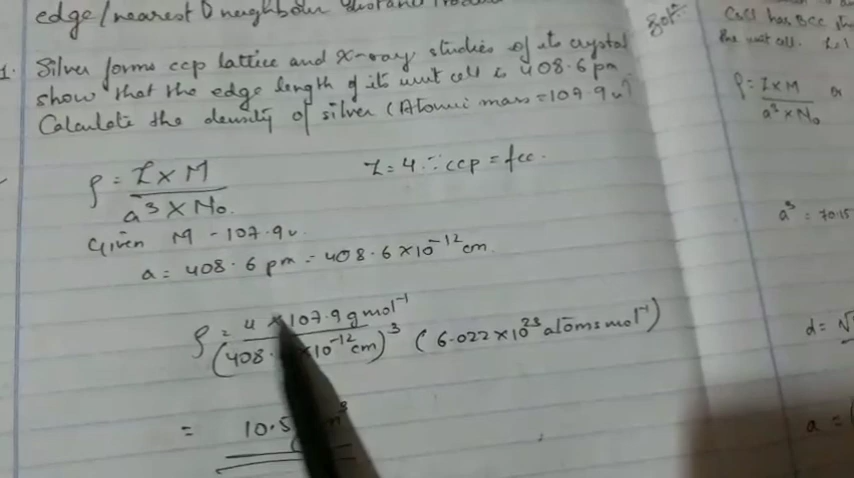 edge/nearest neighbour
Sol:
Cell has BCC
1. Silver forms ccp lattice and X-ray studies of its crystal
show that the edge length of its unit cell is 408.6 pm
Calculate the density of silver (Atomic mass = 107.9 u)
the unit cell.
ρ = Z × M
a³ × N₀
ρ = Z × M
a³ × N₀.
Z = 4 ∵ ccp = fcc.
Given M - 107.9 u.
a = 408.6 pm = 408.6 × 10⁻¹² cm.
a³ = 70.15
ρ = 4 × 107.9 g mol⁻¹
(408. × 10⁻¹² cm)³ (6.022 × 10²³ atoms mol⁻¹)
d = √
= 10.5
a =